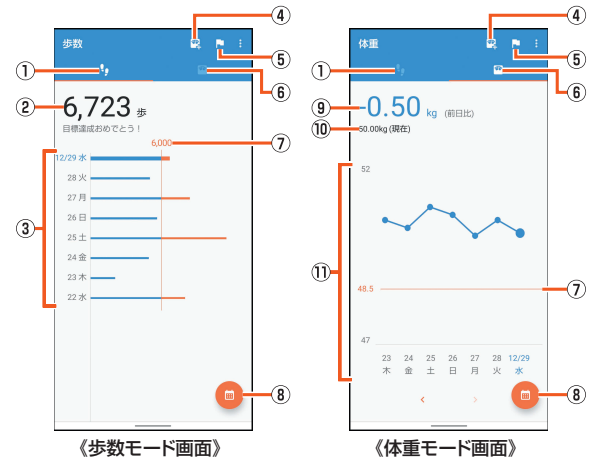 ④
④
歩数
体重
⑤
⑤
①
①
⑥
⑥
②
6,723 歩
目標達成おめでとう！
⑨
-0.50 kg (前日比)
⑩
50.00kg (現在)
6,000
⑦
12/29 水
28 火
27 月
26 日
25 土
24 金
23 木
22 水
③
52
⑪
48.5
⑦
47
23 24 25 26 27 28 12/29
木 金 土 日 月 火 水
⑧
⑧
《歩数モード画面》
《体重モード画面》